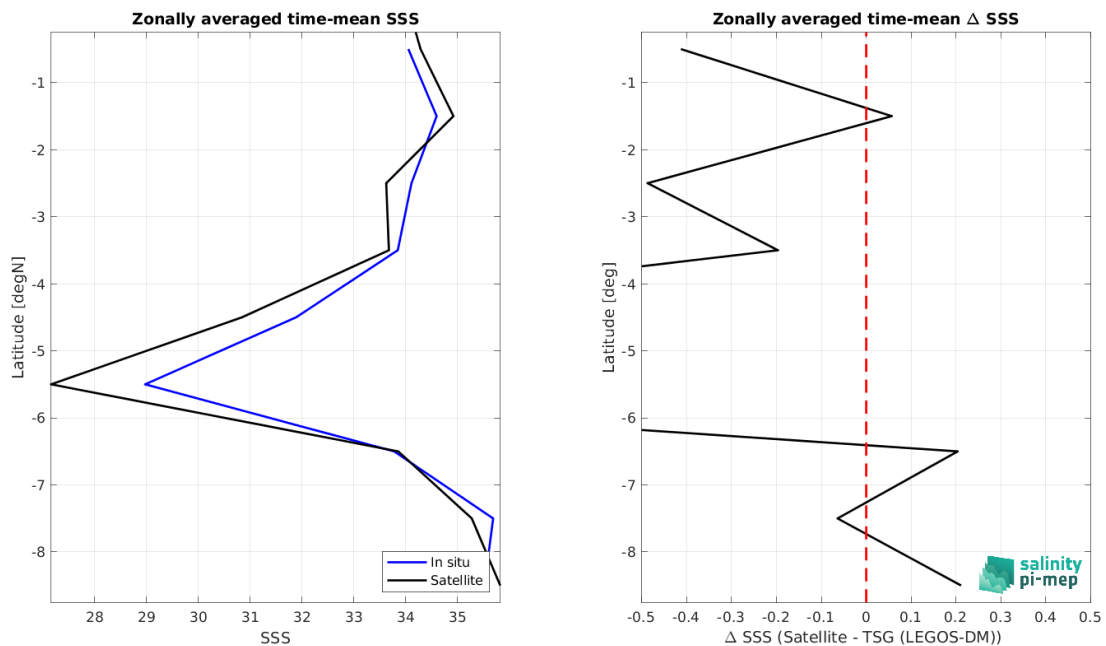 Zonally averaged time-mean SSS
-1
-2
-3
-4
-5
-6
-7
-8
Latitude [degN]
28 29 30 31 32 33 34 35
SSS
In situ
Satellite
Zonally averaged time-mean Δ SSS
-1
-2
-3
-4
-5
-6
-7
-8
Latitude [deg]
-0.5 -0.4 -0.3 -0.2 -0.1 0 0.1 0.2 0.3 0.4 0.5
Δ SSS (Satellite - TSG (LEGOS-DM))
salinity
pi-mep